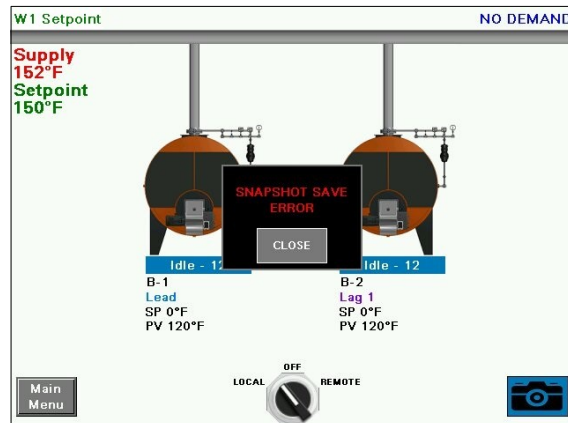 W1 Setpoint
NO DEMAND
Supply
152°F
Setpoint
150°F
SNAPSHOT SAVE
ERROR
CLOSE
Idle - 12
Idle - 12
B-1
Lead
SP 0°F
PV 120°F
B-2
Lag 1
SP 0°F
PV 120°F
OFF
LOCAL
REMOTE
Main
Menu